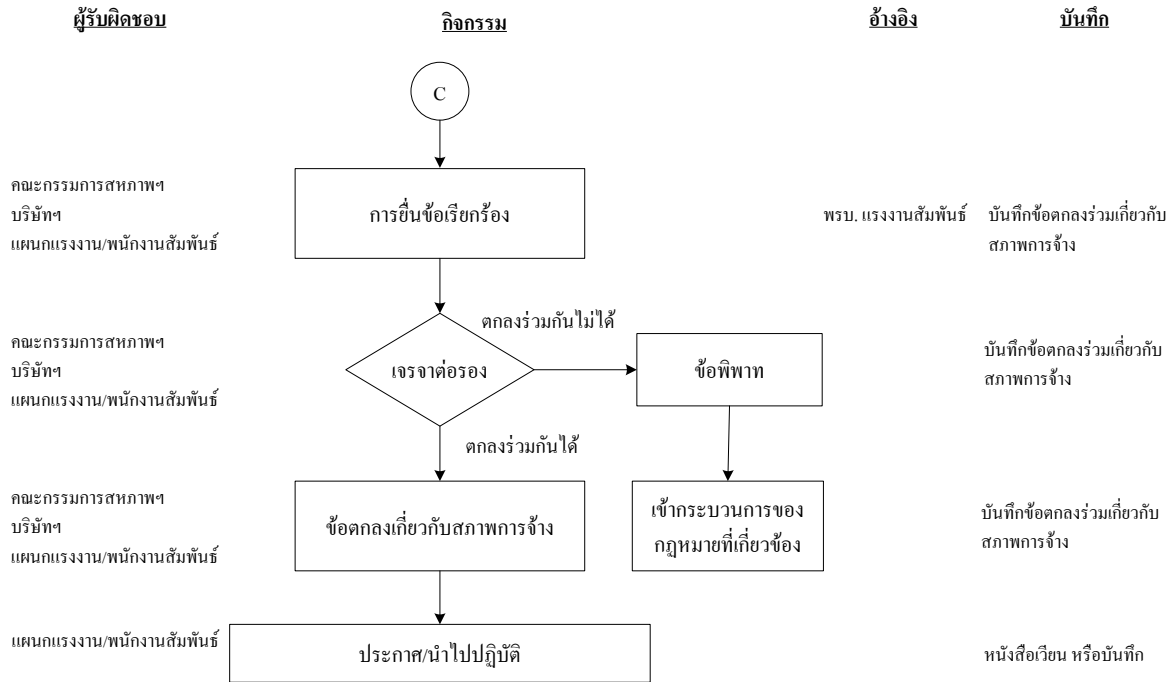 ผู้รับผิดชอบ
กิจกรรม
อ้างอิง
บันทึก
C
คณะกรรมการสหภาพฯ
บริษัทฯ
แผนกแรงงาน/พนักงานสัมพันธ์
การยื่นข้อเรียกร้อง
พรบ. แรงงานสัมพันธ์
บันทึกข้อตกลงร่วมเกี่ยวกับ
สภาพการจ้าง
คณะกรรมการสหภาพฯ
บริษัทฯ
แผนกแรงงาน/พนักงานสัมพันธ์
เจรจาต่อรอง
ตกลงร่วมกันไม่ได้
ข้อพิพาท
บันทึกข้อตกลงร่วมเกี่ยวกับ
สภาพการจ้าง
ตกลงร่วมกันได้
คณะกรรมการสหภาพฯ
บริษัทฯ
แผนกแรงงาน/พนักงานสัมพันธ์
ข้อตกลงเกี่ยวกับสภาพการจ้าง
เข้ากระบวนการของ
กฎหมายที่เกี่ยวข้อง
บันทึกข้อตกลงร่วมเกี่ยวกับ
สภาพการจ้าง
แผนกแรงงาน/พนักงานสัมพันธ์
ประกาศ/นำไปปฏิบัติ
หนังสือเวียน หรือบันทึก